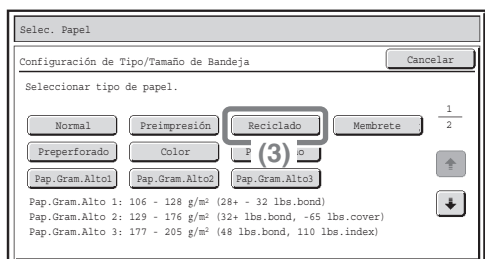 Selec. Papel
Configuración de Tipo/Tamaño de Bandeja Cancelar
Seleccionar tipo de papel.
Normal Preimpresión Reciclado Membrete 1
2
Preperforado Color (3)
Pap.Gram.Alto1 Pap.Gram.Alto2 Pap.Gram.Alto3
Pap.Gram.Alto 1: 106 - 128 g/m² (28+ - 32 lbs.bond)
Pap.Gram.Alto 2: 129 - 176 g/m² (32+ lbs.bond, -65 lbs.cover)
Pap.Gram.Alto 3: 177 - 205 g/m² (48 lbs.bond, 110 lbs.index)